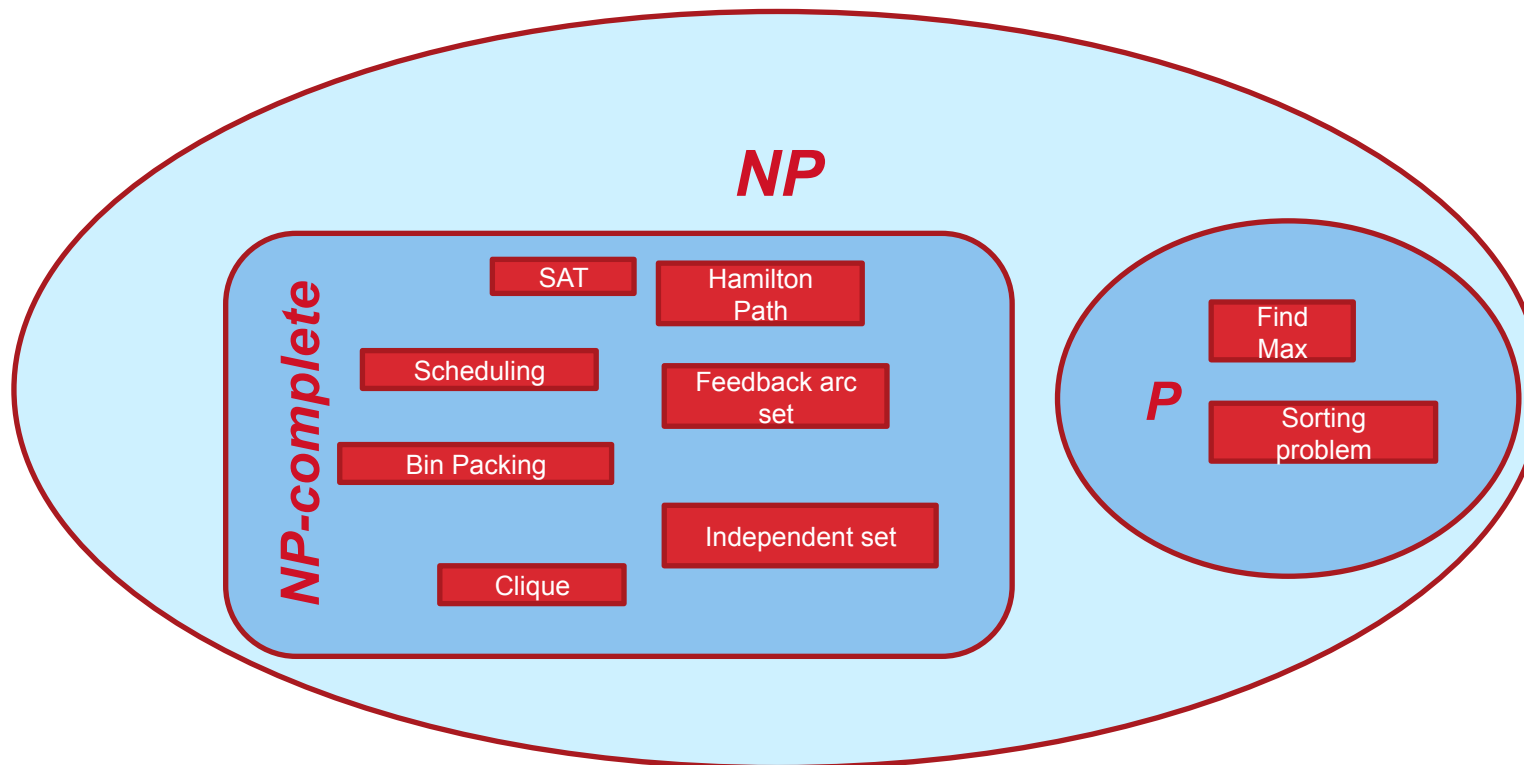 NP
NP-complete
SAT
Hamilton
Path
Scheduling
Feedback arc
set
Bin Packing
Independent set
Clique
P
Find
Max
Sorting
problem